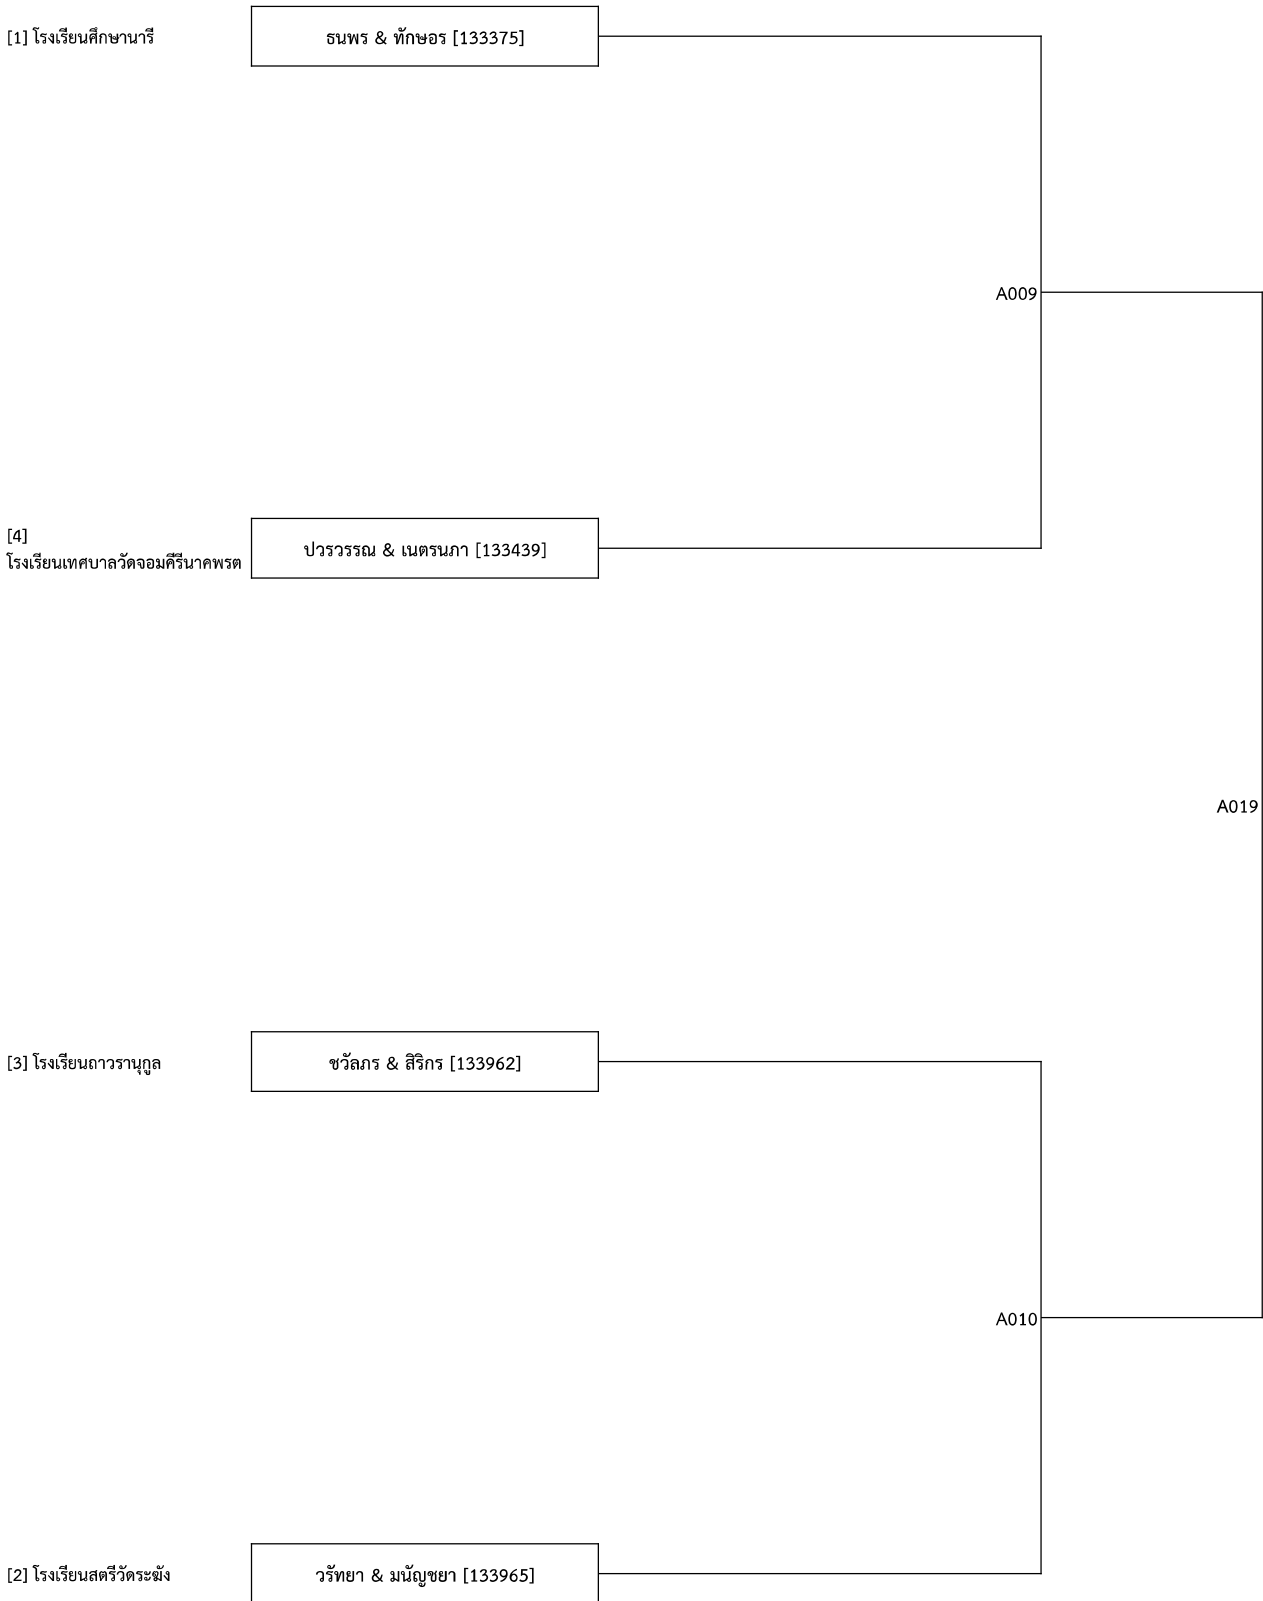 [1] โรงเรียนศึกษานารี
ธนพร & ทักษอร [133375]
A009
[4]
โรงเรียนเทศบาลวัดจอมคีรีนาคพรต
ปวรวรรณ & เนตรนภา [133439]
A019
[3] โรงเรียนถาวรานุกูล
ชวัลภร & สิริกร [133962]
A010
[2] โรงเรียนสตรีวัดระฆัง
วรัทยา & มนัญชยา [133965]